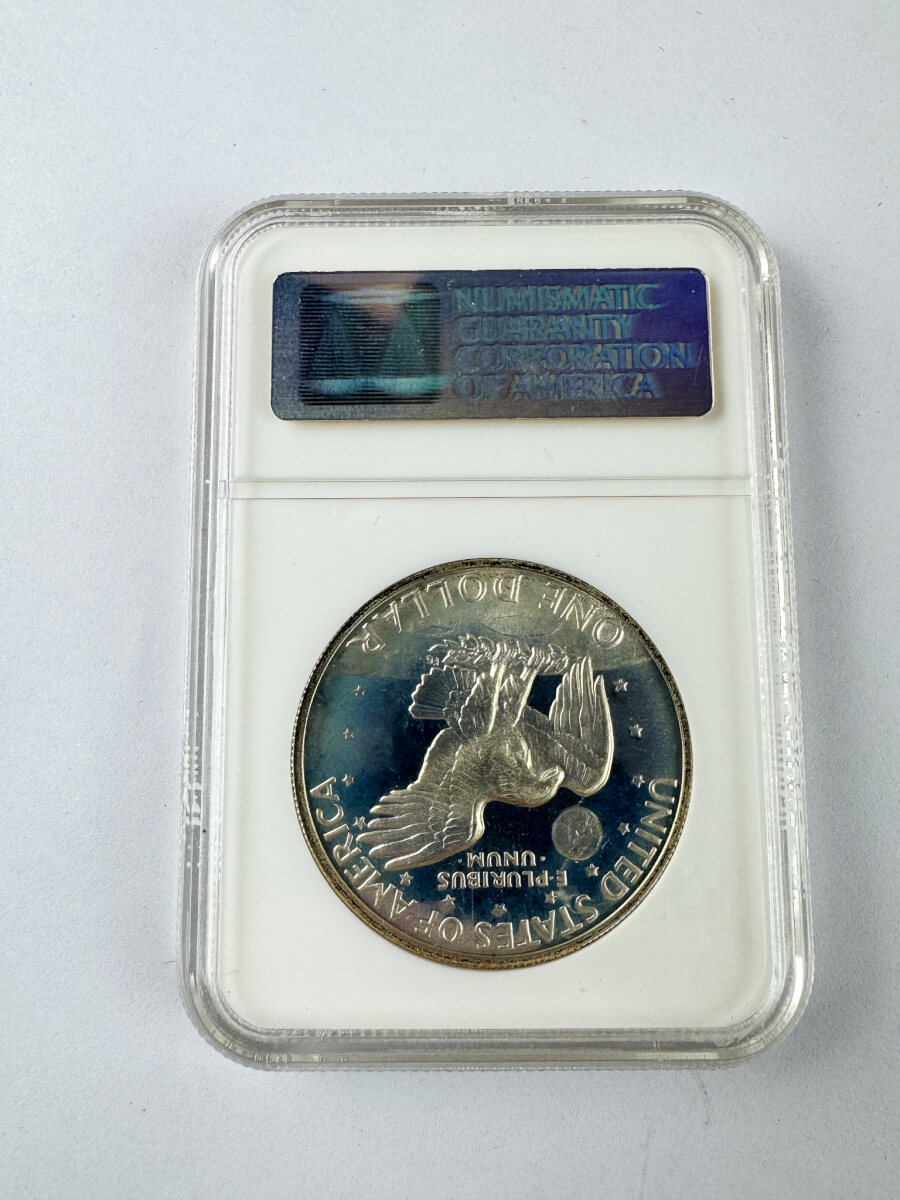 NUMISMATIC
GUARANTY
CORPORATION
OF AMERICA
UNITED STATES OF AMERICA
E·PLURIBUS
·UNUM·
ONE DOLLAR